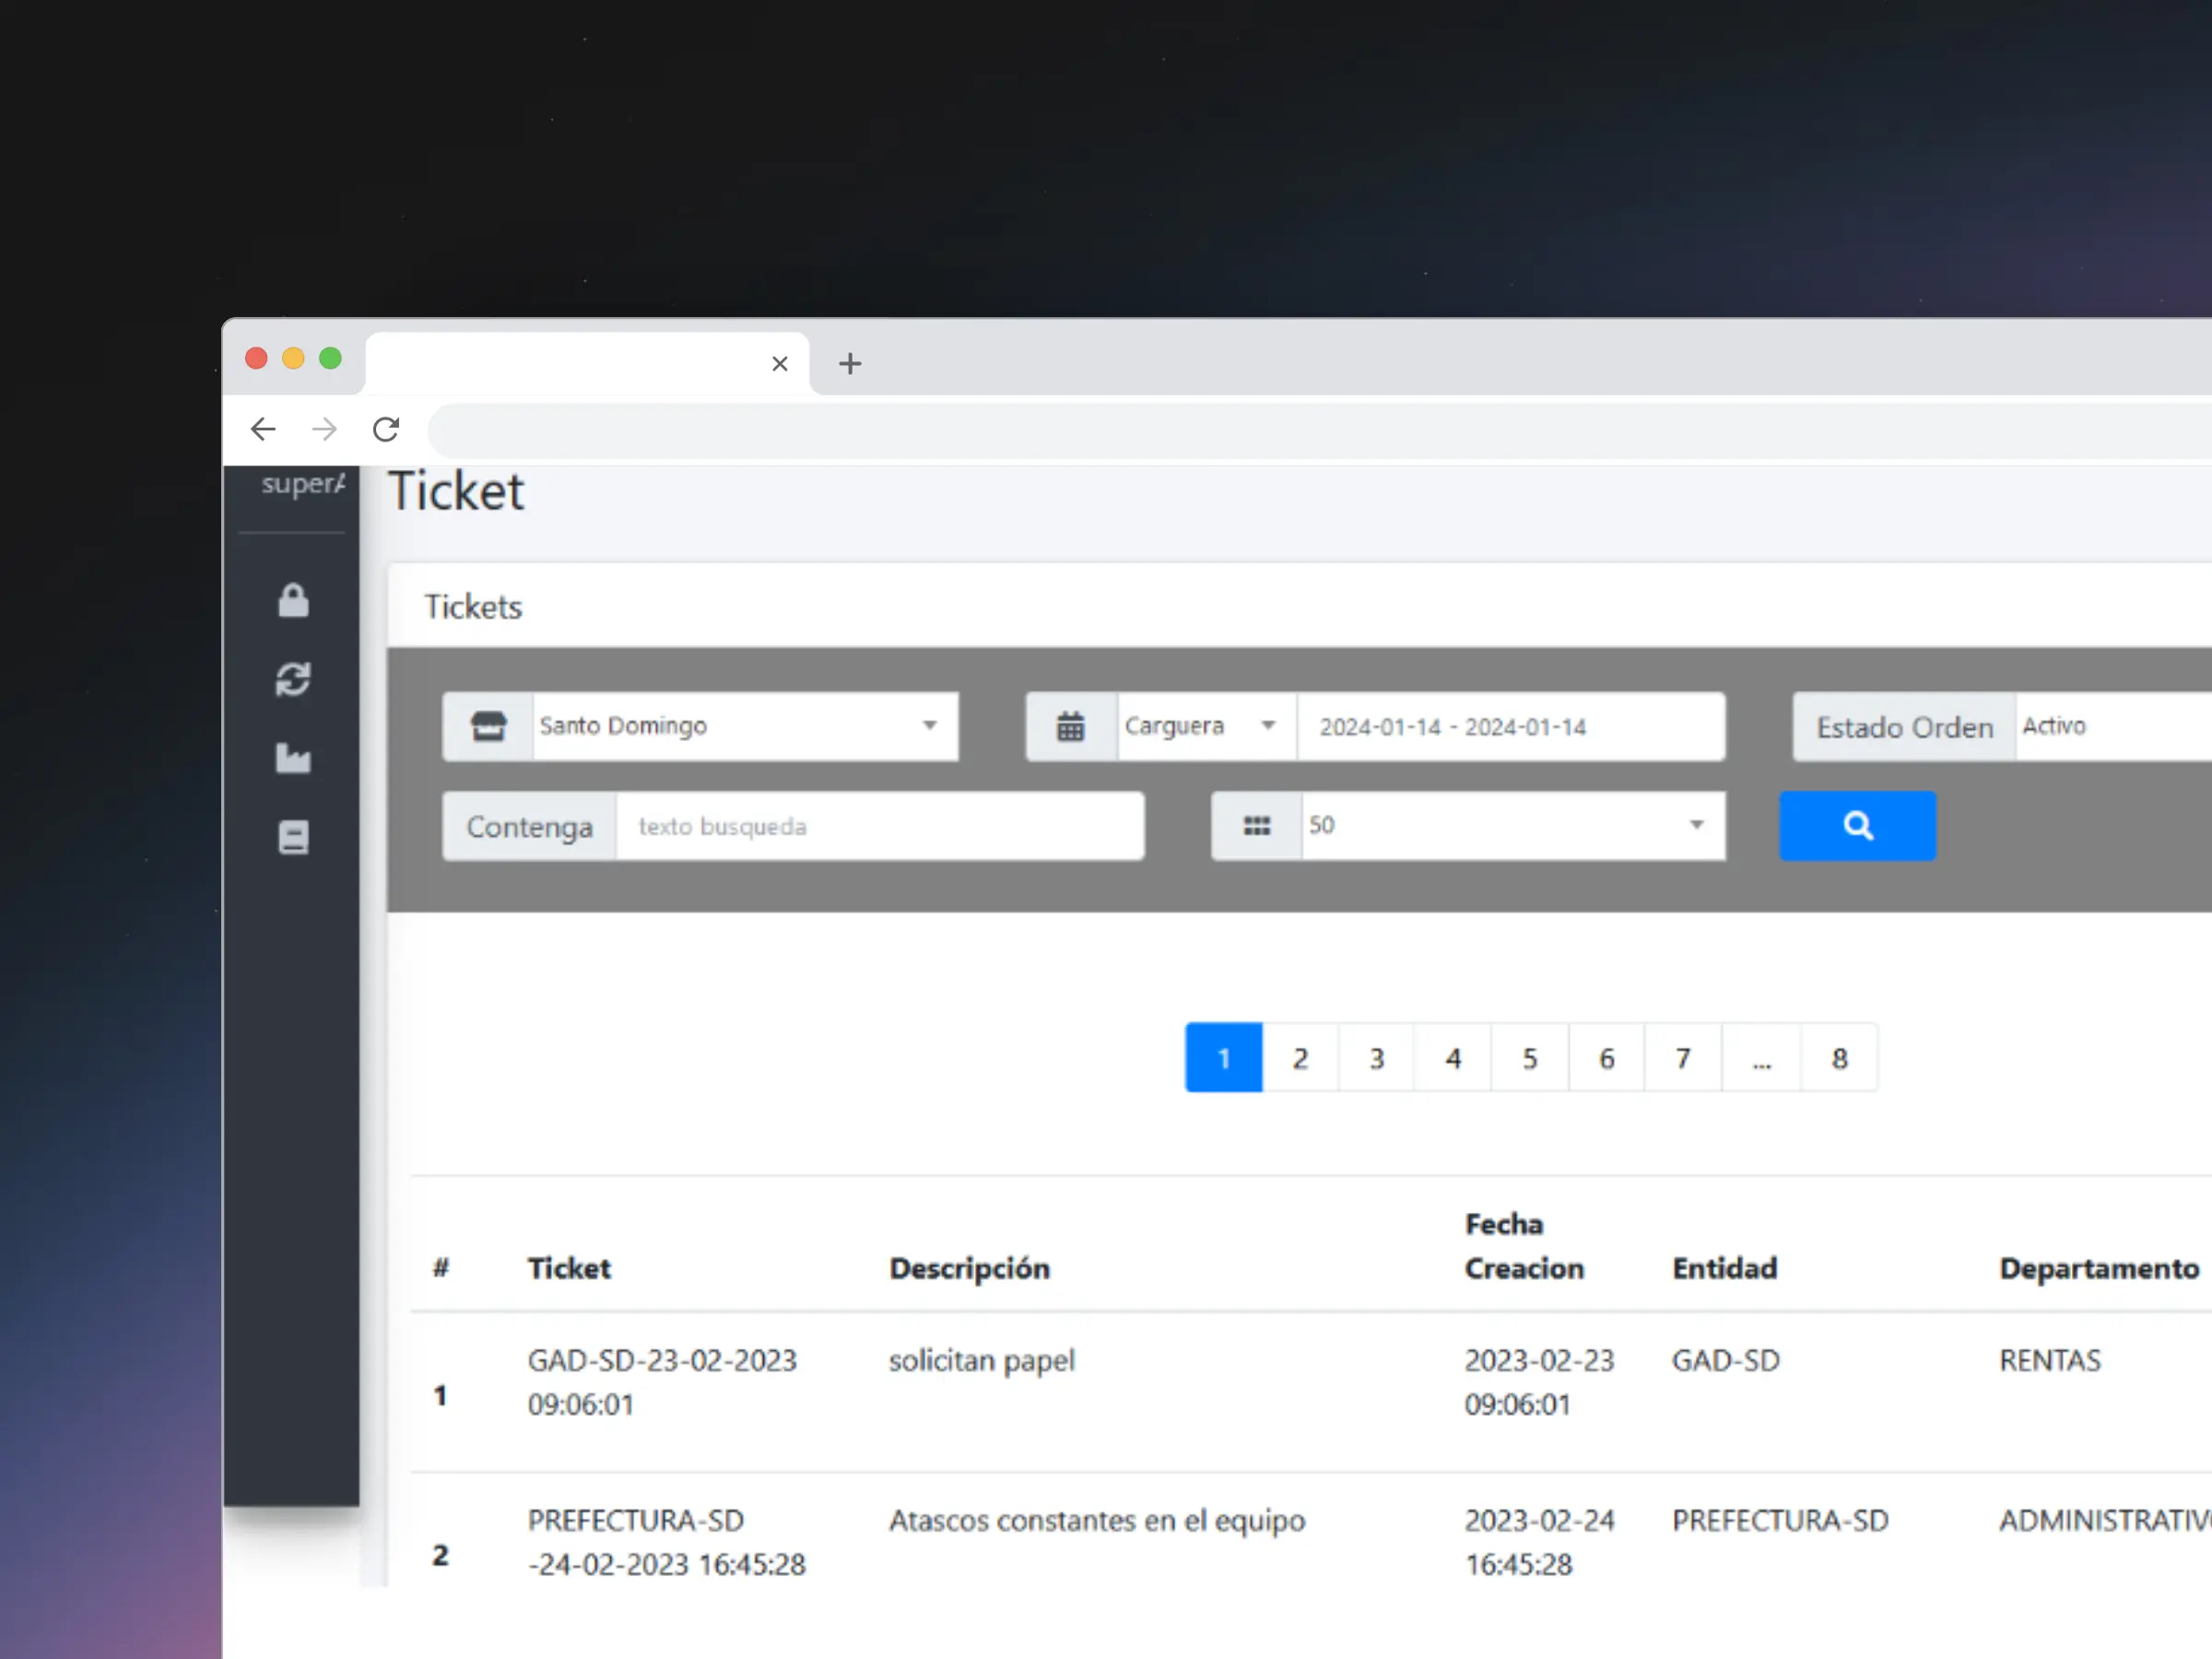 superA
Ticket
Tickets
Santo Domingo
Carguera
2024-01-14 - 2024-01-14
Estado Orden
Activo
Contenga
texto busqueda
50
1 2 3 4 5 6 7 ... 8
# Ticket Descripción Fecha Creacion Entidad Departamento
1 GAD-SD-23-02-2023 solicitan papel 2023-02-23 GAD-SD RENTAS
09:06:01 09:06:01
2 PREFECTURA-SD Atascos constantes en el equipo 2023-02-24 PREFECTURA-SD ADMINISTRATIV
-24-02-2023 16:45:28 16:45:28